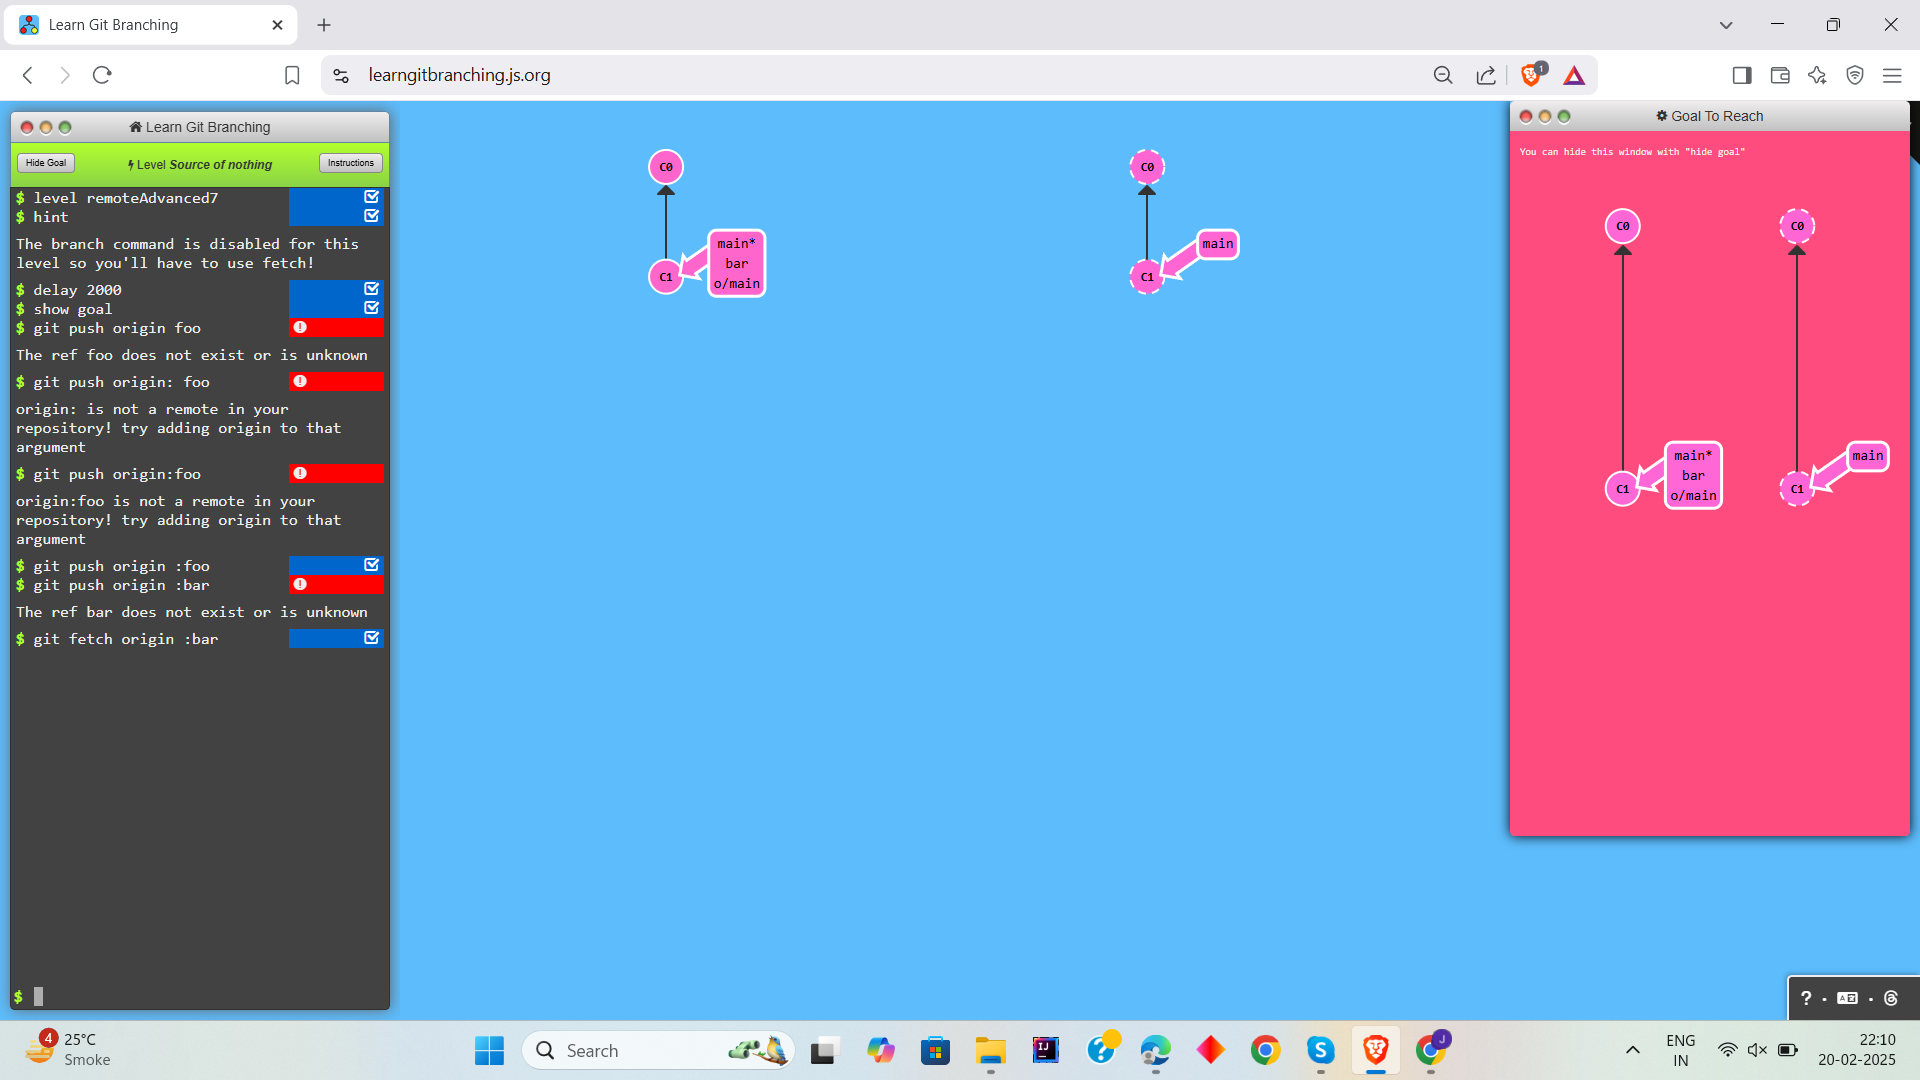 Learn Git Branching
learngitbranching.js.org
1
Learn Git Branching
Hide Goal
Level Source of nothing
Instructions
$ level remoteAdvanced7
$ hint
The branch command is disabled for this
level so you'll have to use fetch!
$ delay 2000
$ show goal
$ git push origin foo
The ref foo does not exist or is unknown
$ git push origin: foo
origin: is not a remote in your
repository! try adding origin to that
argument
$ git push origin:foo
origin:foo is not a remote in your
repository! try adding origin to that
argument
$ git push origin :foo
$ git push origin :bar
The ref bar does not exist or is unknown
$ git fetch origin :bar
$
C0
C1
main*
bar
o/main
C0
C1
main
Goal To Reach
You can hide this window with "hide goal"
C0
C1
main*
bar
o/main
C0
C1
main
?
4
25°C
Smoke
Search
IJ
?
S
J
ENG
IN
22:10
20-02-2025